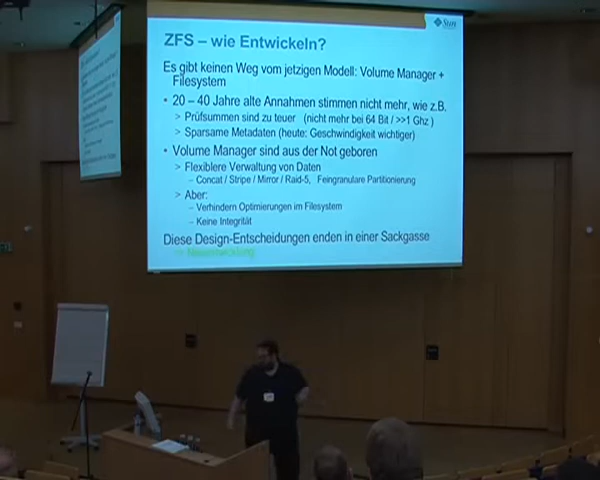 Sun
ZFS – wie Entwickeln?
Es gibt keinen Weg vom jetzigen Modell: Volume Manager +
Filesystem
• 20 – 40 Jahre alte Annahmen stimmen nicht mehr, wie z.B.
> Prüfsummen sind zu teuer (nicht mehr bei 64 Bit / >>1 Ghz )
> Sparsame Metadaten (heute: Geschwindigkeit wichtiger)
• Volume Manager sind aus der Not geboren
> Flexiblere Verwaltung von Daten
– Concat / Stripe / Mirror / Raid-5, Feingranulare Partitionierung
> Aber:
– Verhindern Optimierungen im Filesystem
– Keine Integrität
Diese Design-Entscheidungen enden in einer Sackgasse
Neuentwicklung